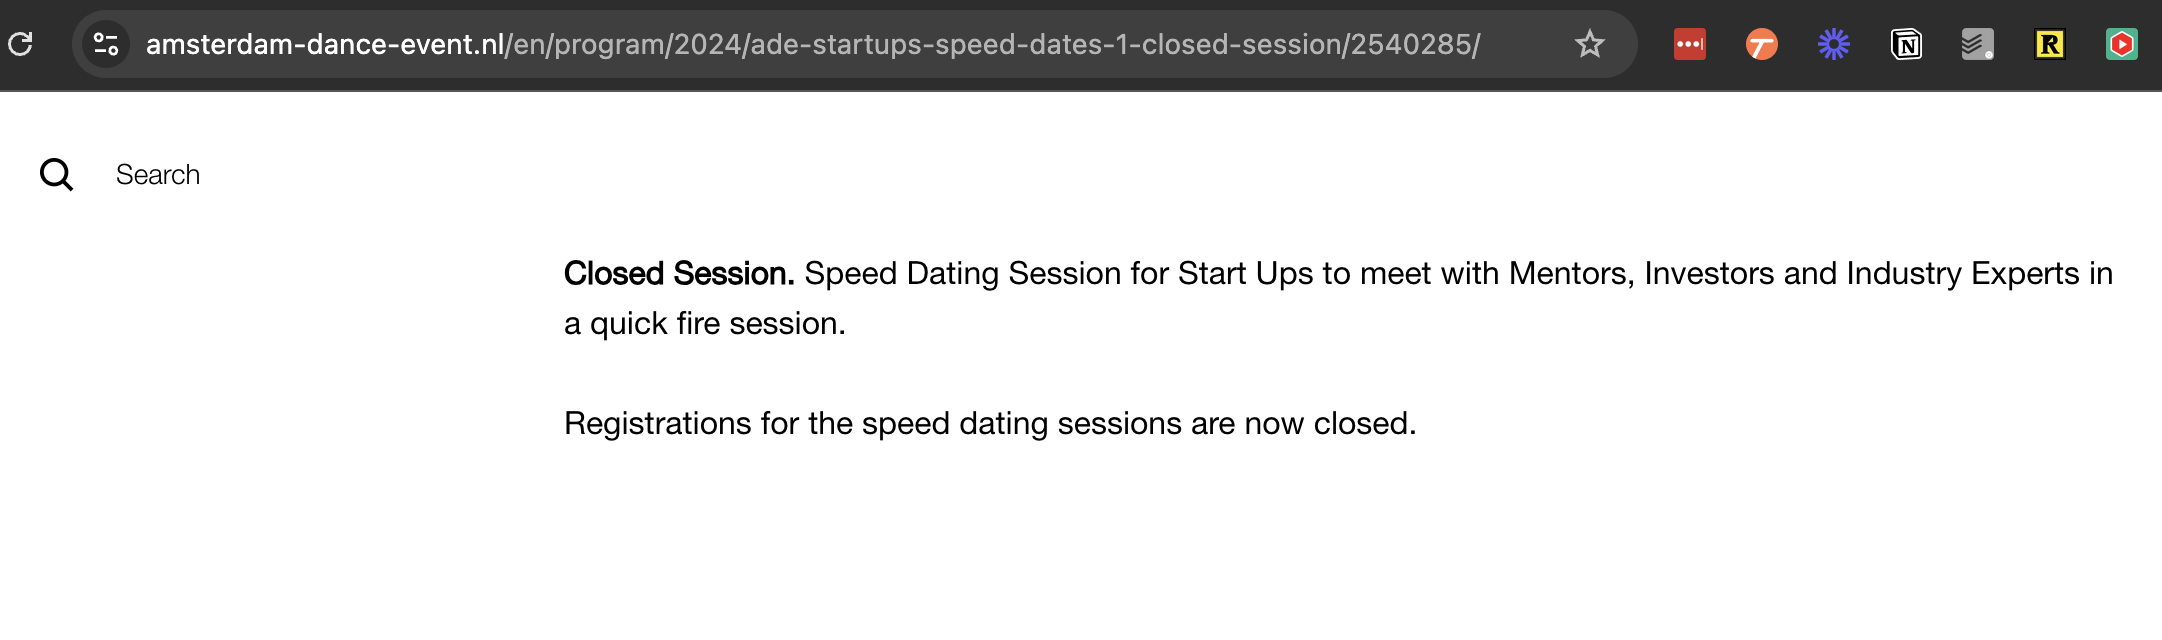 amsterdam-dance-event.nl/en/program/2024/ade-startups-speed-dates-1-closed-session/2540285/
Search
Closed Session. Speed Dating Session for Start Ups to meet with Mentors, Investors and Industry Experts in
a quick fire session.
Registrations for the speed dating sessions are now closed.